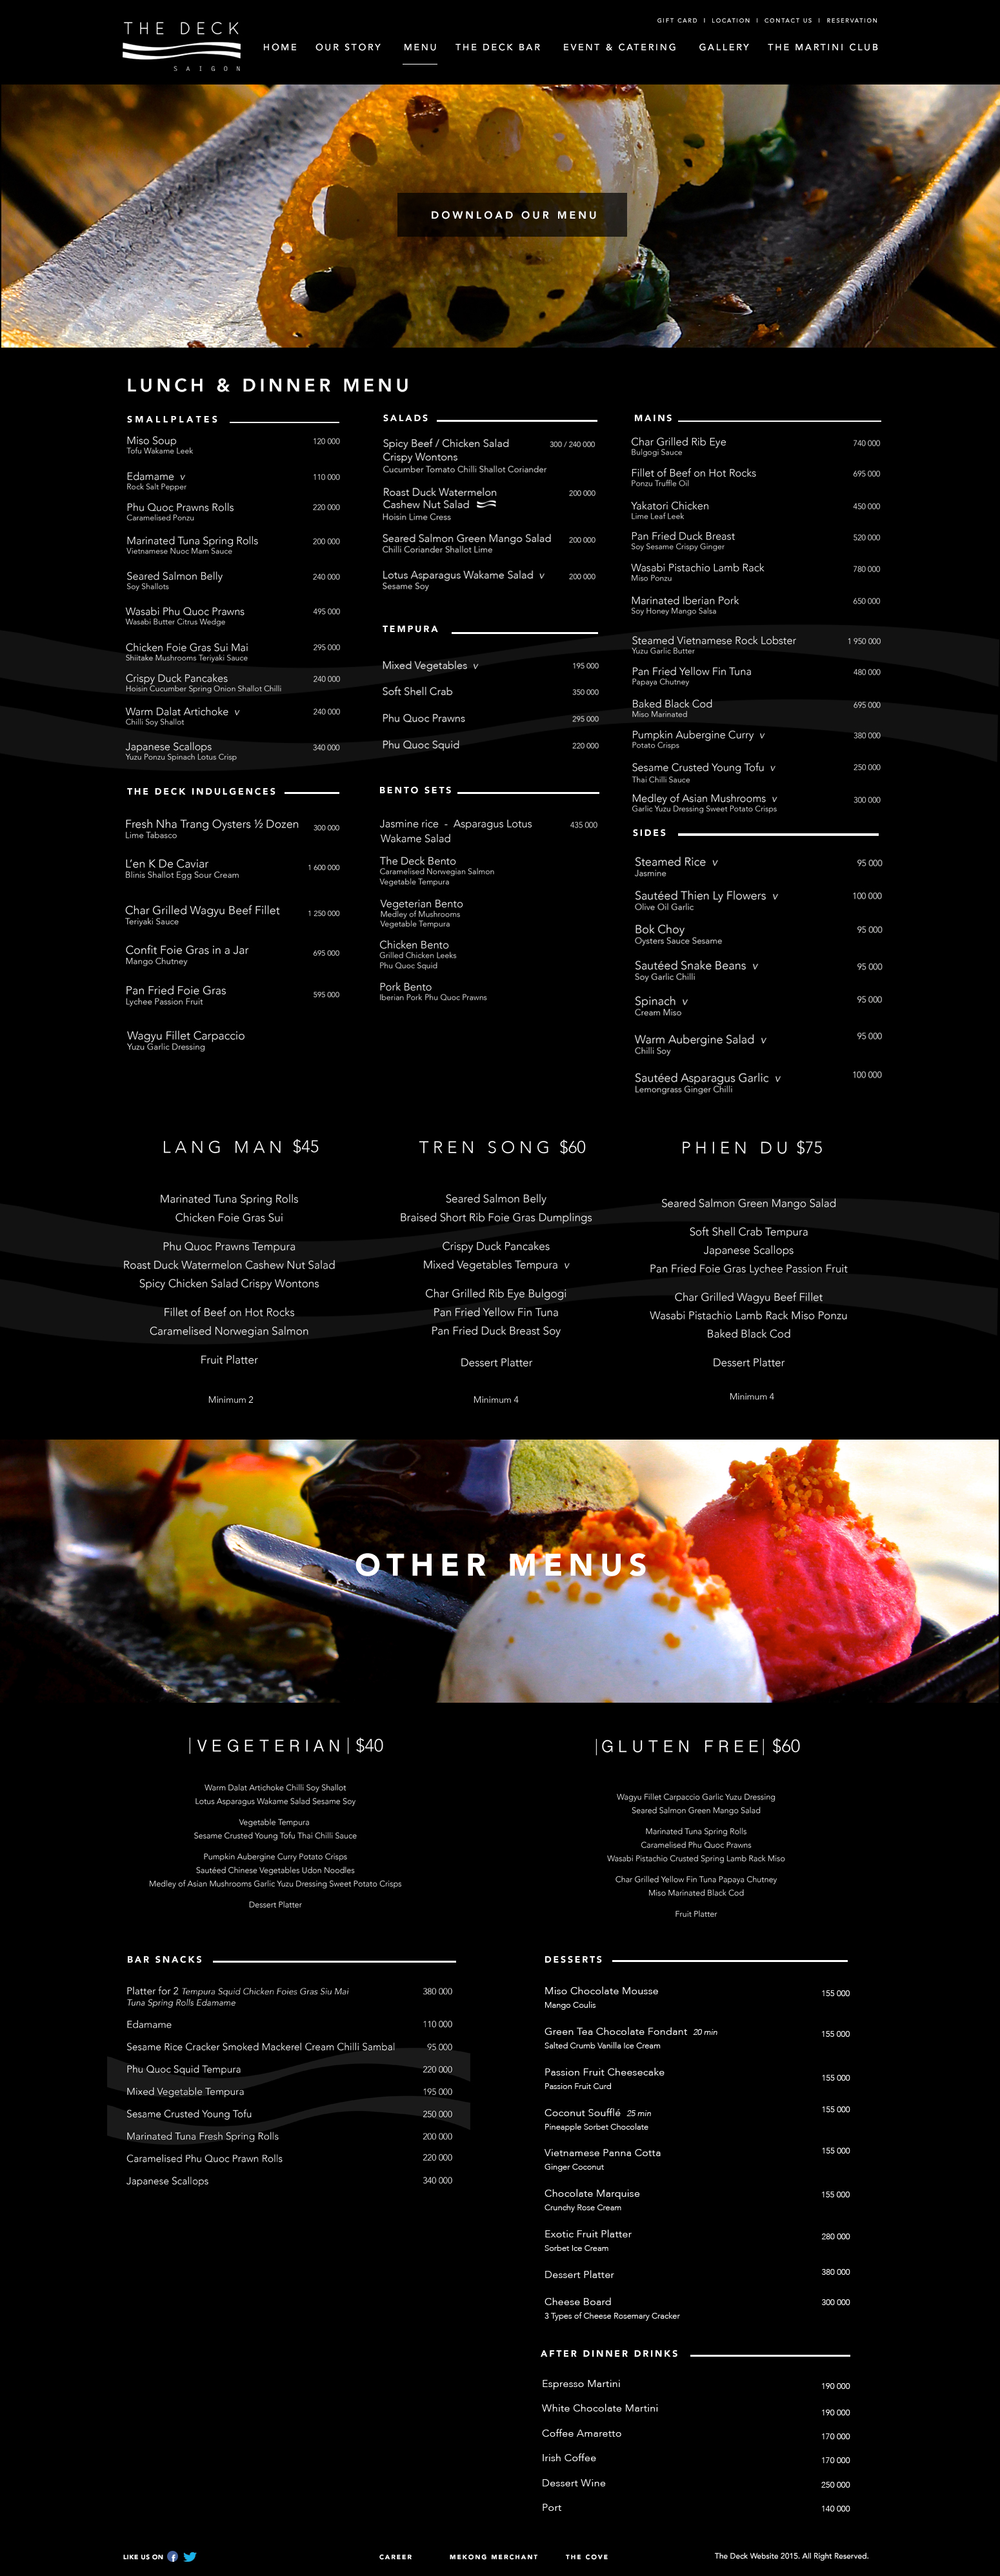 THE DECK
SAIGON
GIFT CARD | LOCATION | CONTACT US | RESERVATION
HOME OUR STORY MENU THE DECK BAR EVENT & CATERING GALLERY THE MARTINI CLUB
DOWNLOAD OUR MENU
LUNCH & DINNER MENU
SMALLPLATES
Miso Soup 120 000
Tofu Wakame Leek
Edamame v 110 000
Rock Salt Pepper
Phu Quoc Prawns Rolls 220 000
Caramelised Ponzu
Marinated Tuna Spring Rolls 200 000
Vietnamese Nuoc Mam Sauce
Seared Salmon Belly 240 000
Soy Shallots
Wasabi Phu Quoc Prawns 495 000
Wasabi Butter Citrus Wedge
Chicken Foie Gras Sui Mai 295 000
Shiitake Mushrooms Teriyaki Sauce
Crispy Duck Pancakes 240 000
Hoisin Cucumber Spring Onion Shallot Chilli
Warm Dalat Artichoke v 240 000
Chilli Soy Shallot
Japanese Scallops 340 000
Yuzu Ponzu Spinach Lotus Crisp
THE DECK INDULGENCES
Fresh Nha Trang Oysters ½ Dozen 300 000
Lime Tabasco
L'en K De Caviar 1 600 000
Blinis Shallot Egg Sour Cream
Char Grilled Wagyu Beef Fillet 1 250 000
Teriyaki Sauce
Confit Foie Gras in a Jar 695 000
Mango Chutney
Pan Fried Foie Gras 595 000
Lychee Passion Fruit
Wagyu Fillet Carpaccio
Yuzu Garlic Dressing
SALADS
Spicy Beef / Chicken Salad 300 / 240 000
Crispy Wontons
Cucumber Tomato Chilli Shallot Coriander
Roast Duck Watermelon 200 000
Cashew Nut Salad
Hoisin Lime Cress
Seared Salmon Green Mango Salad 200 000
Chilli Coriander Shallot Lime
Lotus Asparagus Wakame Salad v 200 000
Sesame Soy
TEMPURA
Mixed Vegetables v 195 000
Soft Shell Crab 350 000
Phu Quoc Prawns 295 000
Phu Quoc Squid 220 000
BENTO SETS
Jasmine rice - Asparagus Lotus 435 000
Wakame Salad
The Deck Bento
Caramelised Norwegian Salmon
Vegetable Tempura
Vegeterian Bento
Medley of Mushrooms
Vegetable Tempura
Chicken Bento
Grilled Chicken Leeks
Phu Quoc Squid
Pork Bento
Iberian Pork Phu Quoc Prawns
MAINS
Char Grilled Rib Eye 740 000
Bulgogi Sauce
Fillet of Beef on Hot Rocks 695 000
Ponzu Truffle Oil
Yakatori Chicken 450 000
Lime Leaf Leek
Pan Fried Duck Breast 520 000
Soy Sesame Crispy Ginger
Wasabi Pistachio Lamb Rack 780 000
Miso Ponzu
Marinated Iberian Pork 650 000
Soy Honey Mango Salsa
Steamed Vietnamese Rock Lobster 1 950 000
Yuzu Garlic Butter
Pan Fried Yellow Fin Tuna 480 000
Papaya Chutney
Baked Black Cod 695 000
Miso Marinated
Pumpkin Aubergine Curry v 380 000
Potato Crisps
Sesame Crusted Young Tofu v 250 000
Thai Chilli Sauce
Medley of Asian Mushrooms v 300 000
Garlic Yuzu Dressing Sweet Potato Crisps
SIDES
Steamed Rice v 95 000
Jasmine
Sautéed Thien Ly Flowers v 100 000
Olive Oil Garlic
Bok Choy 95 000
Oysters Sauce Sesame
Sautéed Snake Beans v 95 000
Soy Garlic Chilli
Spinach v 95 000
Cream Miso
Warm Aubergine Salad v 95 000
Chilli Soy
Sautéed Asparagus Garlic v 100 000
Lemongrass Ginger Chilli
LANG MAN $45
Marinated Tuna Spring Rolls
Chicken Foie Gras Sui
Phu Quoc Prawns Tempura
Roast Duck Watermelon Cashew Nut Salad
Spicy Chicken Salad Crispy Wontons
Fillet of Beef on Hot Rocks
Caramelised Norwegian Salmon
Fruit Platter
Minimum 2
TREN SONG $60
Seared Salmon Belly
Braised Short Rib Foie Gras Dumplings
Crispy Duck Pancakes
Mixed Vegetables Tempura v
Char Grilled Rib Eye Bulgogi
Pan Fried Yellow Fin Tuna
Pan Fried Duck Breast Soy
Dessert Platter
Minimum 4
PHIEN DU $75
Seared Salmon Green Mango Salad
Soft Shell Crab Tempura
Japanese Scallops
Pan Fried Foie Gras Lychee Passion Fruit
Char Grilled Wagyu Beef Fillet
Wasabi Pistachio Lamb Rack Miso Ponzu
Baked Black Cod
Dessert Platter
Minimum 4
OTHER MENUS
|VEGETERIAN| $40
Warm Dalat Artichoke Chilli Soy Shallot
Lotus Asparagus Wakame Salad Sesame Soy
Vegetable Tempura
Sesame Crusted Young Tofu Thai Chilli Sauce
Pumpkin Aubergine Curry Potato Crisps
Sautéed Chinese Vegetables Udon Noodles
Medley of Asian Mushrooms Garlic Yuzu Dressing Sweet Potato Crisps
Dessert Platter
|GLUTEN FREE| $60
Wagyu Fillet Carpaccio Garlic Yuzu Dressing
Seared Salmon Green Mango Salad
Marinated Tuna Spring Rolls
Caramelised Phu Quoc Prawns
Wasabi Pistachio Crusted Spring Lamb Rack Miso
Char Grilled Yellow Fin Tuna Papaya Chutney
Miso Marinated Black Cod
Fruit Platter
BAR SNACKS
Platter for 2 Tempura Squid Chicken Foies Gras Siu Mai 380 000
Tuna Spring Rolls Edamame
Edamame 110 000
Sesame Rice Cracker Smoked Mackerel Cream Chilli Sambal 95 000
Phu Quoc Squid Tempura 220 000
Mixed Vegetable Tempura 195 000
Sesame Crusted Young Tofu 250 000
Marinated Tuna Fresh Spring Rolls 200 000
Caramelised Phu Quoc Prawn Rolls 220 000
Japanese Scallops 340 000
DESSERTS
Miso Chocolate Mousse 155 000
Mango Coulis
Green Tea Chocolate Fondant 20 min 155 000
Salted Crumb Vanilla Ice Cream
Passion Fruit Cheesecake 155 000
Passion Fruit Curd
Coconut Soufflé 25 min 155 000
Pineapple Sorbet Chocolate
Vietnamese Panna Cotta 155 000
Ginger Coconut
Chocolate Marquise 155 000
Crunchy Rose Cream
Exotic Fruit Platter 280 000
Sorbet Ice Cream
Dessert Platter 380 000
Cheese Board 300 000
3 Types of Cheese Rosemary Cracker
AFTER DINNER DRINKS
Espresso Martini 190 000
White Chocolate Martini 190 000
Coffee Amaretto 170 000
Irish Coffee 170 000
Dessert Wine 250 000
Port 140 000
LIKE US ON
CAREER MEKONG MERCHANT THE COVE
The Deck Website 2015. All Right Reserved.